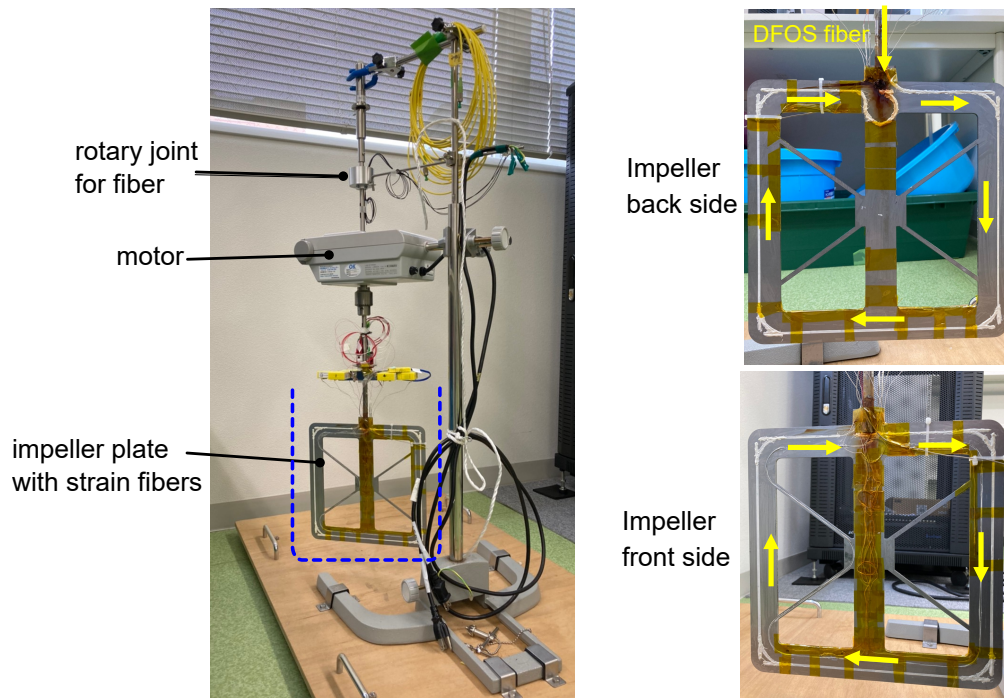 rotary joint
for fiber
motor
impeller plate
with strain fibers
DFOS fiber
Impeller
back side
Impeller
front side